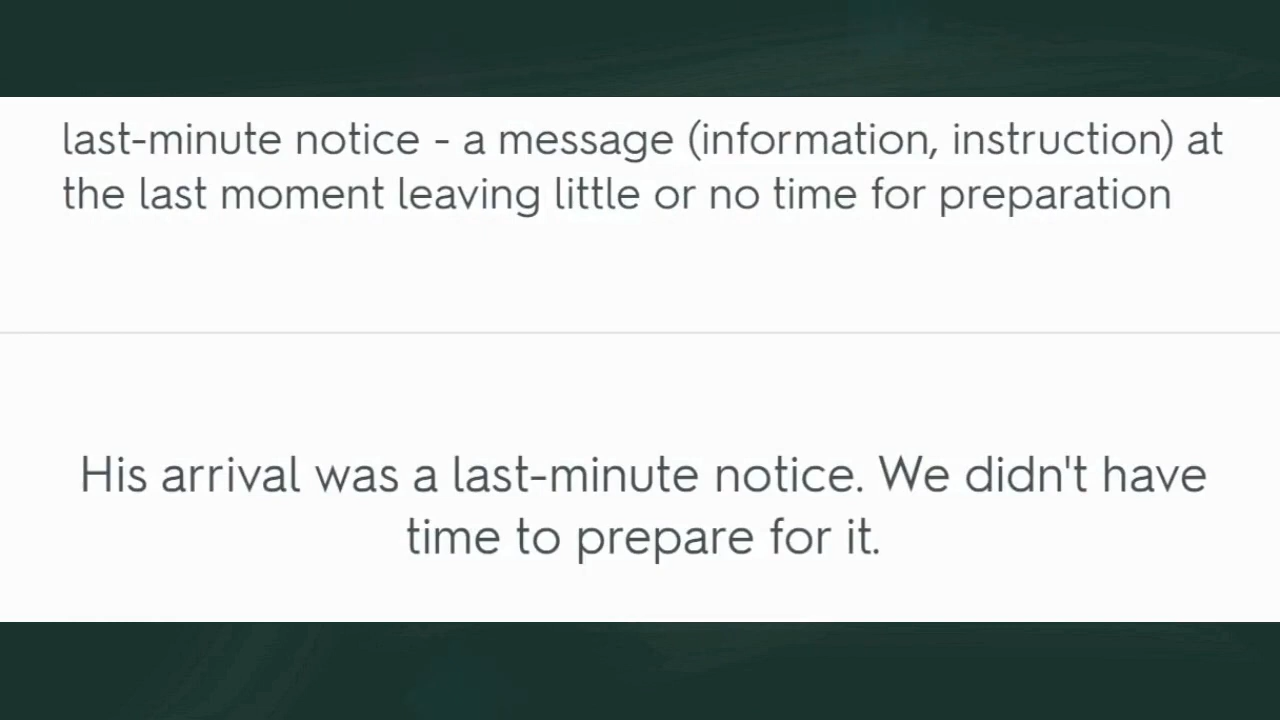 last-minute notice - a message (information, instruction) at
the last moment leaving little or no time for preparation
His arrival was a last-minute notice. We didn't have
time to prepare for it.